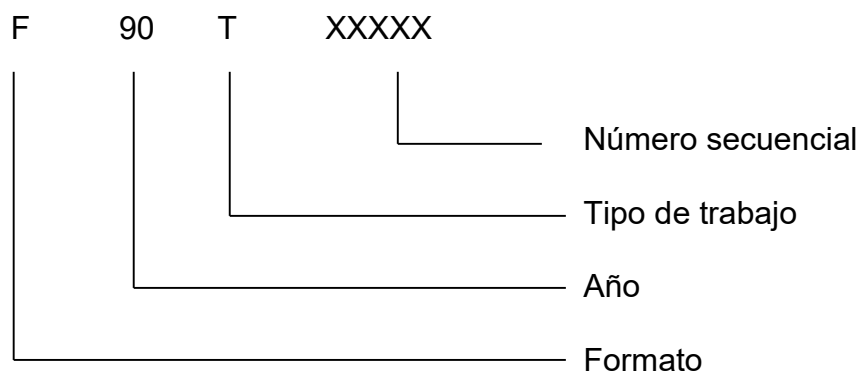 F 90 T XXXXX
Número secuencial
Tipo de trabajo
Año
Formato